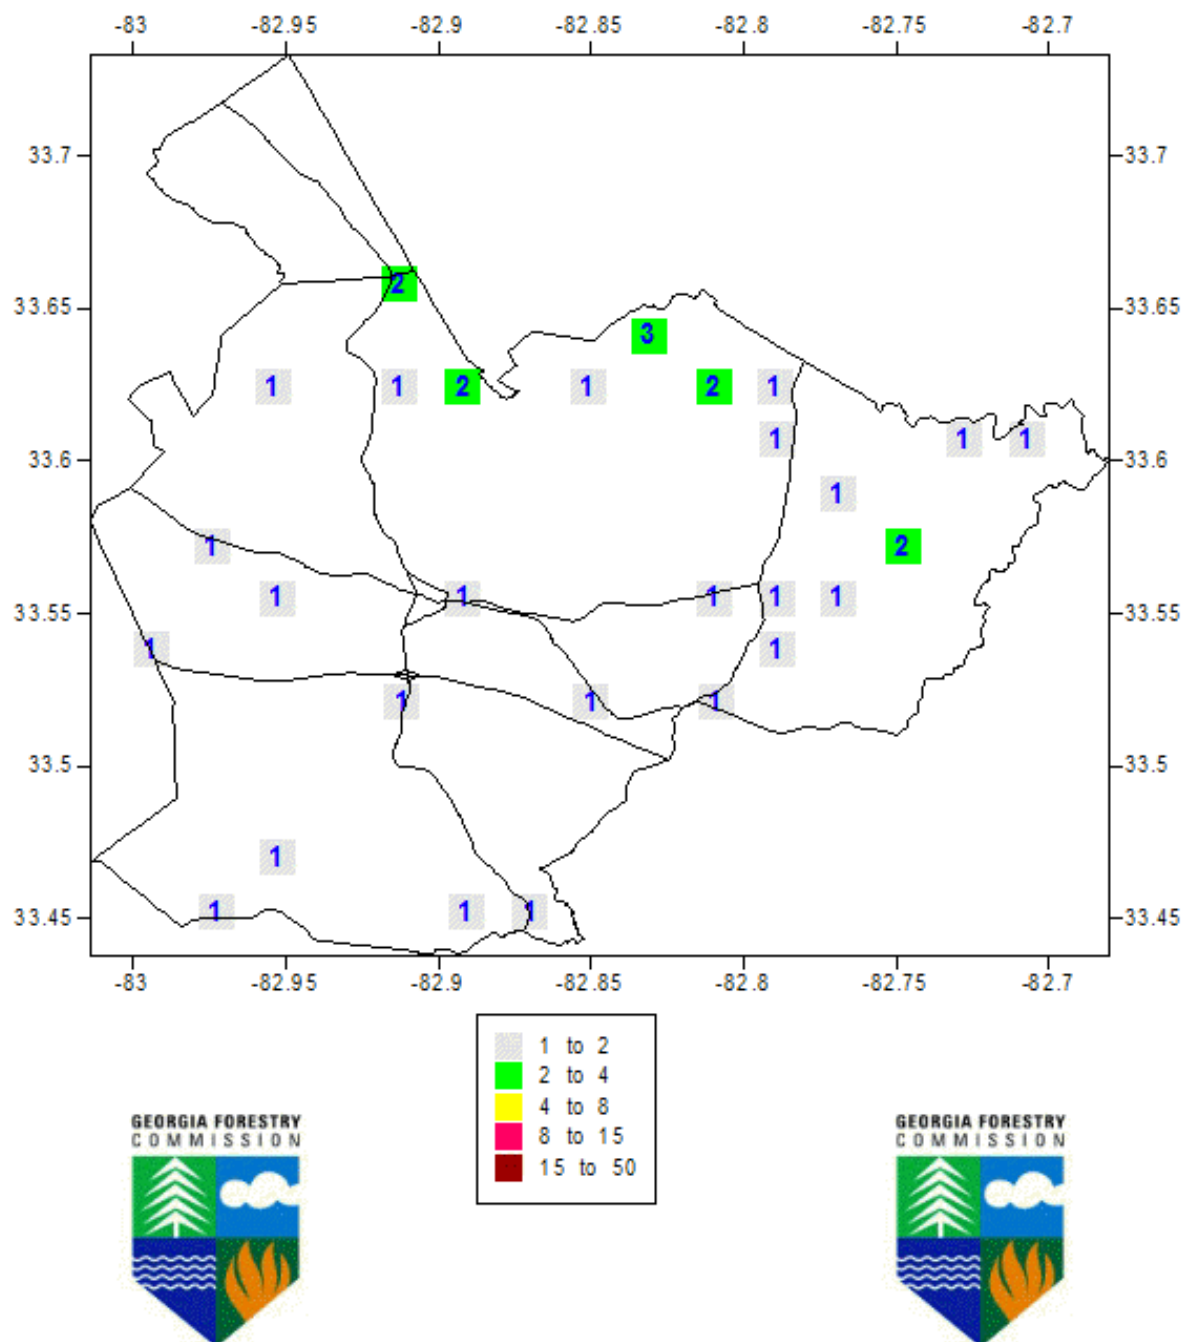 -83 -82.95 -82.9 -82.85 -82.8 -82.75 -82.7
33.7 33.7
2
33.65 33.65
3
1 1 2 1 2 1
1 1 1
33.6 33.6
1
1 2
1 1 1 1 1
33.55 33.55
1 1
1 1 1
33.5 33.5
1
1 1 1
33.45 33.45
-83 -82.95 -82.9 -82.85 -82.8 -82.75 -82.7
1 to 2
2 to 4
4 to 8
8 to 15
15 to 50
GEORGIA FORESTRY
COMMISSION
GEORGIA FORESTRY
COMMISSION